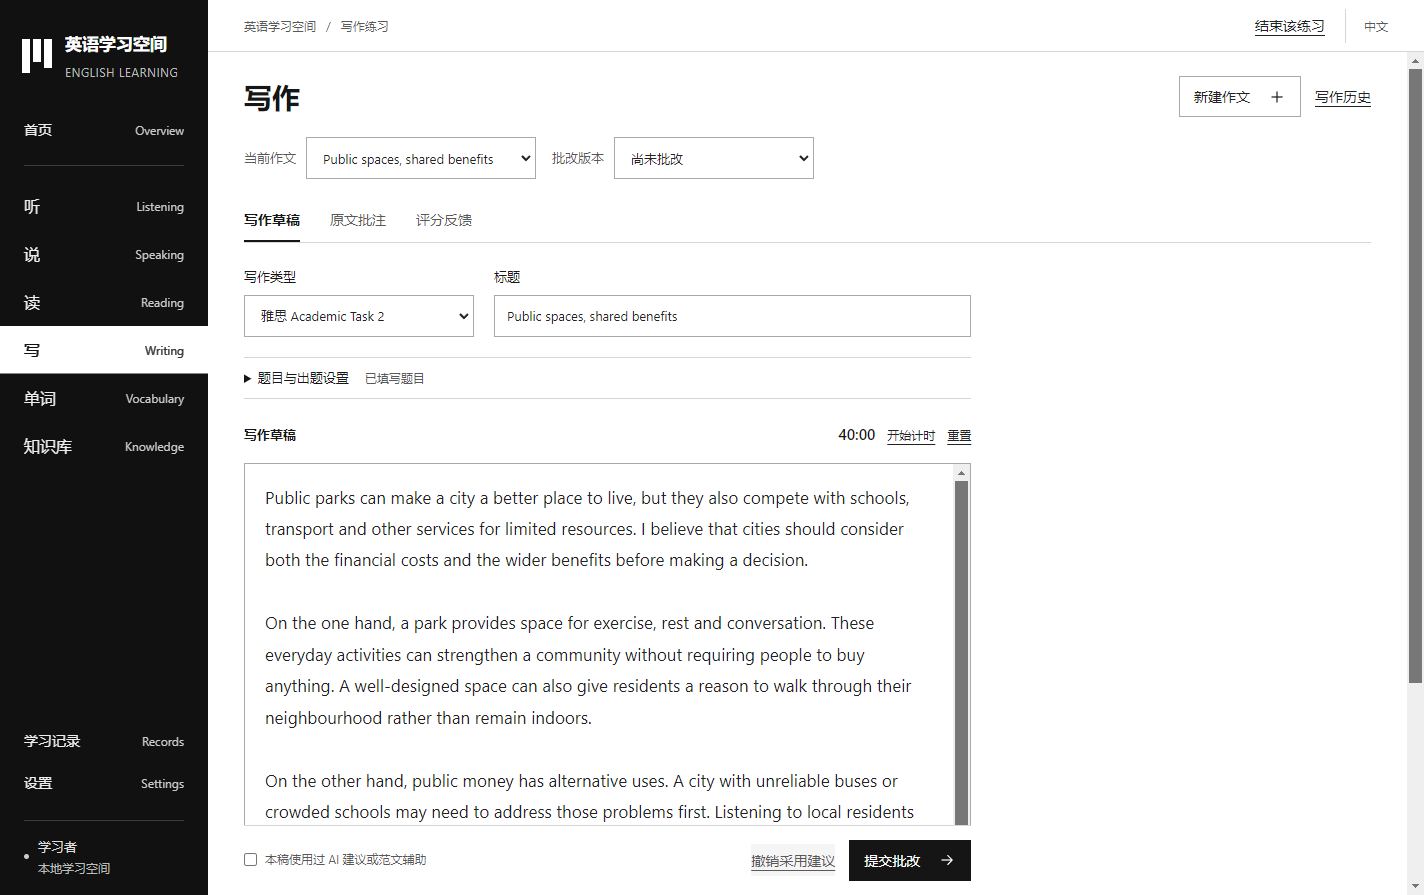 英语学习空间
ENGLISH LEARNING
首页 Overview
听 Listening
说 Speaking
读 Reading
写 Writing
单词 Vocabulary
知识库 Knowledge
学习记录 Records
设置 Settings
学习者
本地学习空间
英语学习空间 / 写作练习
结束该练习
中文
写作
新建作文 +
写作历史
当前作文 Public spaces, shared benefits 批改版本 尚未批改
写作草稿 原文批注 评分反馈
写作类型 标题
雅思 Academic Task 2 Public spaces, shared benefits
题目与出题设置 已填写题目
写作草稿 40:00 开始计时 重置
Public parks can make a city a better place to live, but they also compete with schools,
transport and other services for limited resources. I believe that cities should consider
both the financial costs and the wider benefits before making a decision.
On the one hand, a park provides space for exercise, rest and conversation. These
everyday activities can strengthen a community without requiring people to buy
anything. A well-designed space can also give residents a reason to walk through their
neighbourhood rather than remain indoors.
On the other hand, public money has alternative uses. A city with unreliable buses or
crowded schools may need to address those problems first. Listening to local residents
本稿使用过 AI 建议或范文辅助 撤销采用建议 提交批改 →